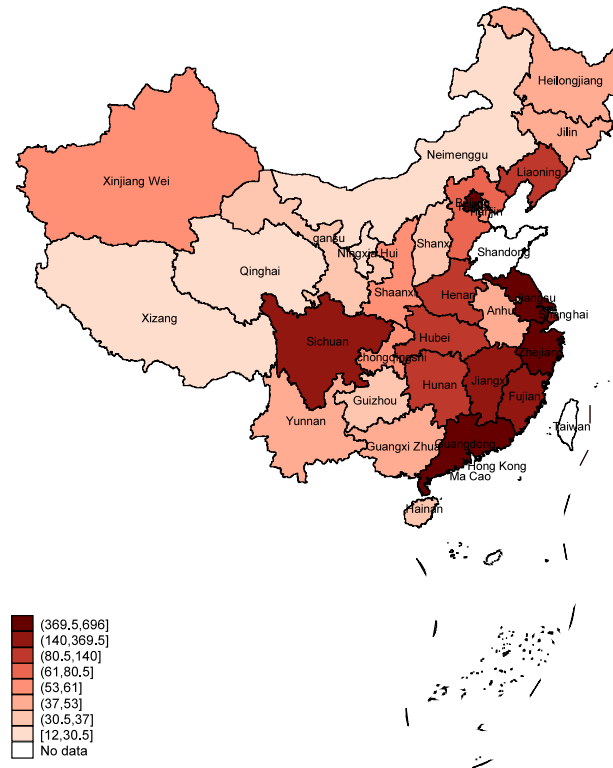 Heilongjiang
Jilin
Liaoning
Neimenggu
Xinjiang Wei
Tianjin
Shandong
gansu
Ningxia Hui
Shanx
Qinghai
Shaanxi
Henan
Jiangsu
Shanghai
Anhui
Xizang
Sichuan
Hubei
Zhejiang
chongqingshi
Hunan
Jiangxi
Fujian
Guizhou
Yunnan
Taiwan
Guangxi Zhua
Guangdong
Hong Kong
Ma Cao
Hainan
(369.5,696]
(140,369.5]
(80.5,140]
(61,80.5]
(53,61]
(37,53]
(30.5,37]
[12,30.5]
No data